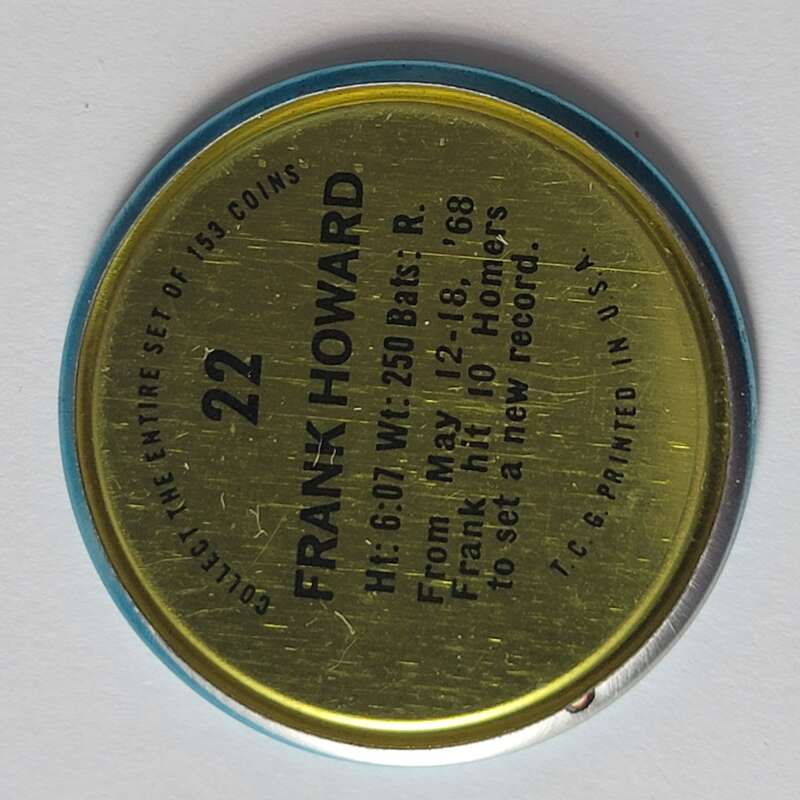 COLLECT THE ENTIRE SET OF 153 COINS
22
FRANK HOWARD
Ht: 6:07 Wt: 250 Bats: R.
From May 12-18, '68
Frank hit 10 Homers
to set a new record.
T.C.G. PRINTED IN U.S.A.